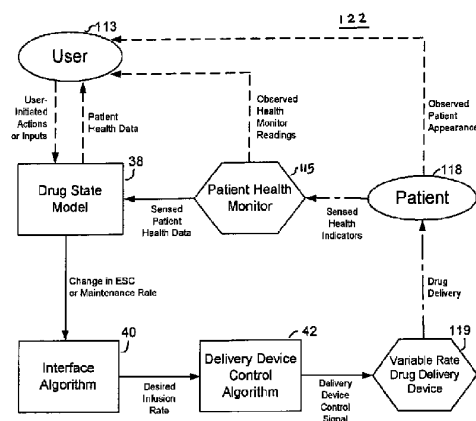 113
122
User
User-
Initiated
Actions
or Inputs
Patient
Health Data
Observed
Health
Monitor
Readings
Observed
Patient
Appearance
38
Drug State
Model
Sensed
Patient
Health Data
115
Patient Health
Monitor
Sensed
Health
Indicators
118
Patient
Change in ESC
or Maintenance Rate
Drug
Delivery
40
Interface
Algorithm
Desired
Infusion
Rate
42
Delivery Device
Control Algorithm
Delivery
Device
Control
Signal
119
Variable Rate
Drug Delivery
Device